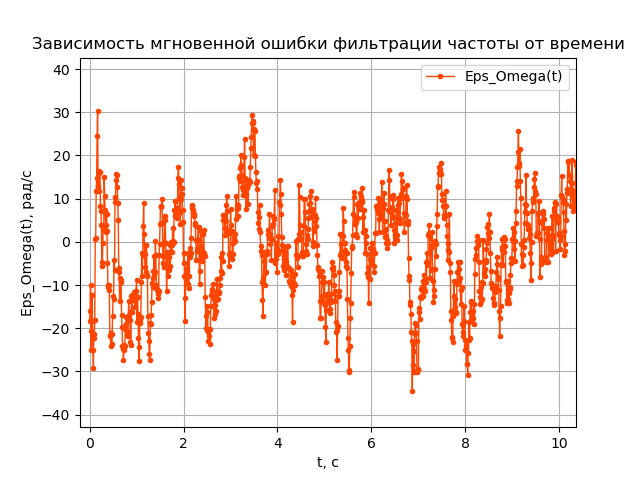 Зависимость мгновенной ошибки фильтрации частоты от времени
Eps_Omega(t)
Eps_Omega(t), рад/с
40
30
20
10
0
−10
−20
−30
−40
0 2 4 6 8 10
t, с